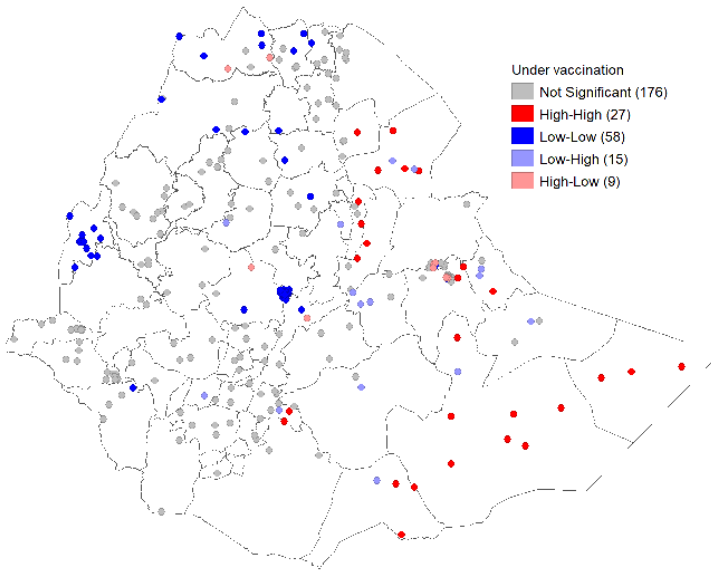 Under vaccination
Not Significant (176)
High-High (27)
Low-Low (58)
Low-High (15)
High-Low (9)